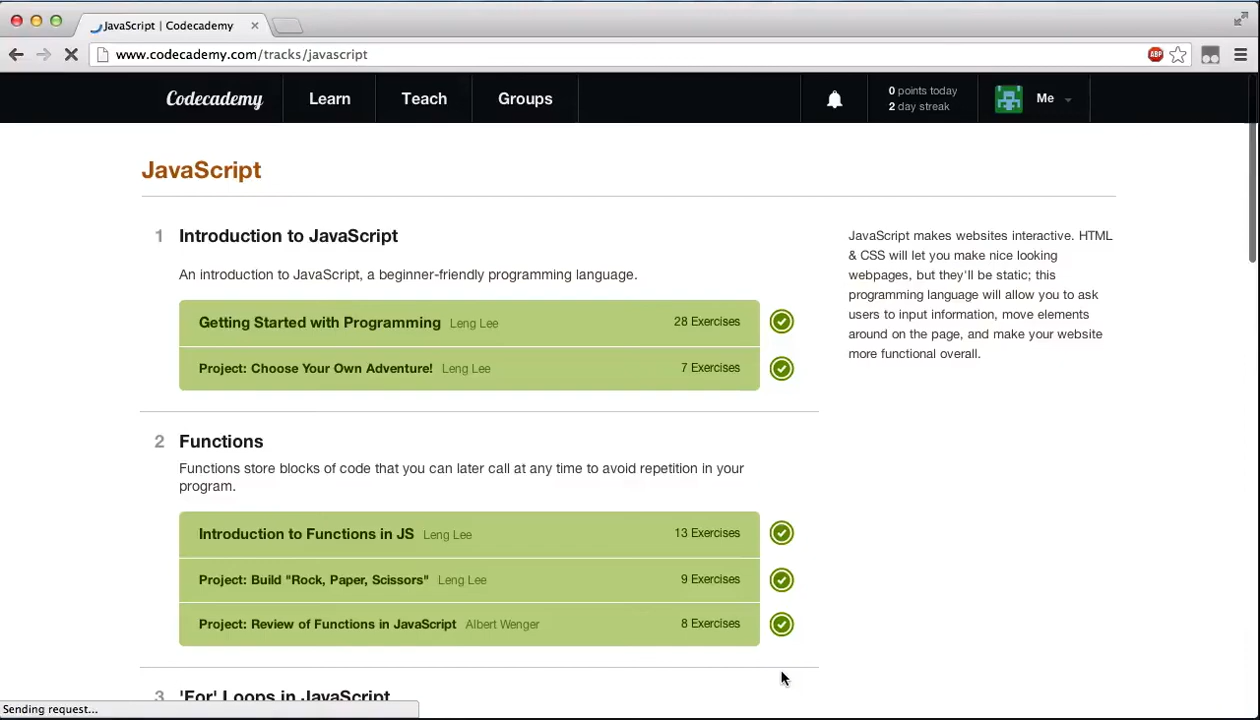 JavaScript | Codecademy
www.codecademy.com/tracks/javascript
ABP
Codecademy
Learn
Teach
Groups
0 points today
2 day streak
Me
JavaScript
1 Introduction to JavaScript
An introduction to JavaScript, a beginner-friendly programming language.
Getting Started with Programming Leng Lee 28 Exercises
Project: Choose Your Own Adventure! Leng Lee 7 Exercises
JavaScript makes websites interactive. HTML
& CSS will let you make nice looking
webpages, but they'll be static; this
programming language will allow you to ask
users to input information, move elements
around on the page, and make your website
more functional overall.
2 Functions
Functions store blocks of code that you can later call at any time to avoid repetition in your
program.
Introduction to Functions in JS Leng Lee 13 Exercises
Project: Build "Rock, Paper, Scissors" Leng Lee 9 Exercises
Project: Review of Functions in JavaScript Albert Wenger 8 Exercises
3 'For' Loops in JavaScript
Sending request...